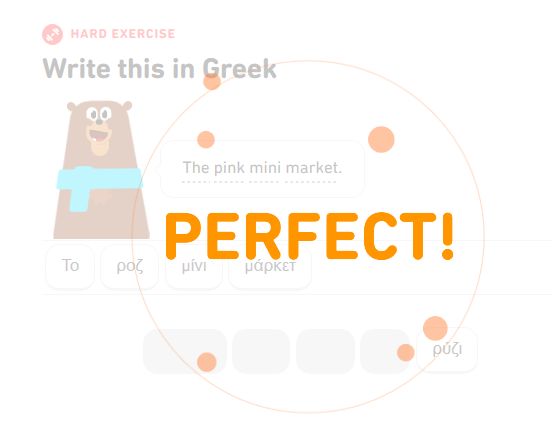 HARD EXERCISE
Write this in Greek
The pink mini market.
PERFECT!
Το ροζ μίνι μάρκετ
ρύζι